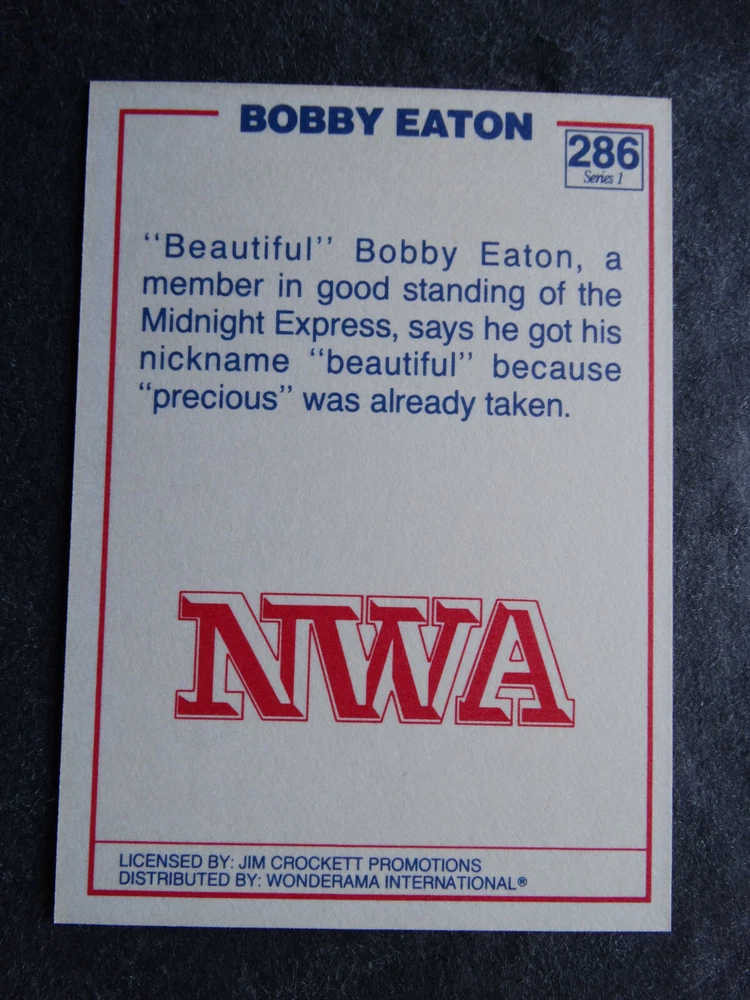 BOBBY EATON
286
Series 1
“Beautiful” Bobby Eaton, a
member in good standing of the
Midnight Express, says he got his
nickname “beautiful” because
“precious” was already taken.
NWA
LICENSED BY: JIM CROCKETT PROMOTIONS
DISTRIBUTED BY: WONDERAMA INTERNATIONAL®